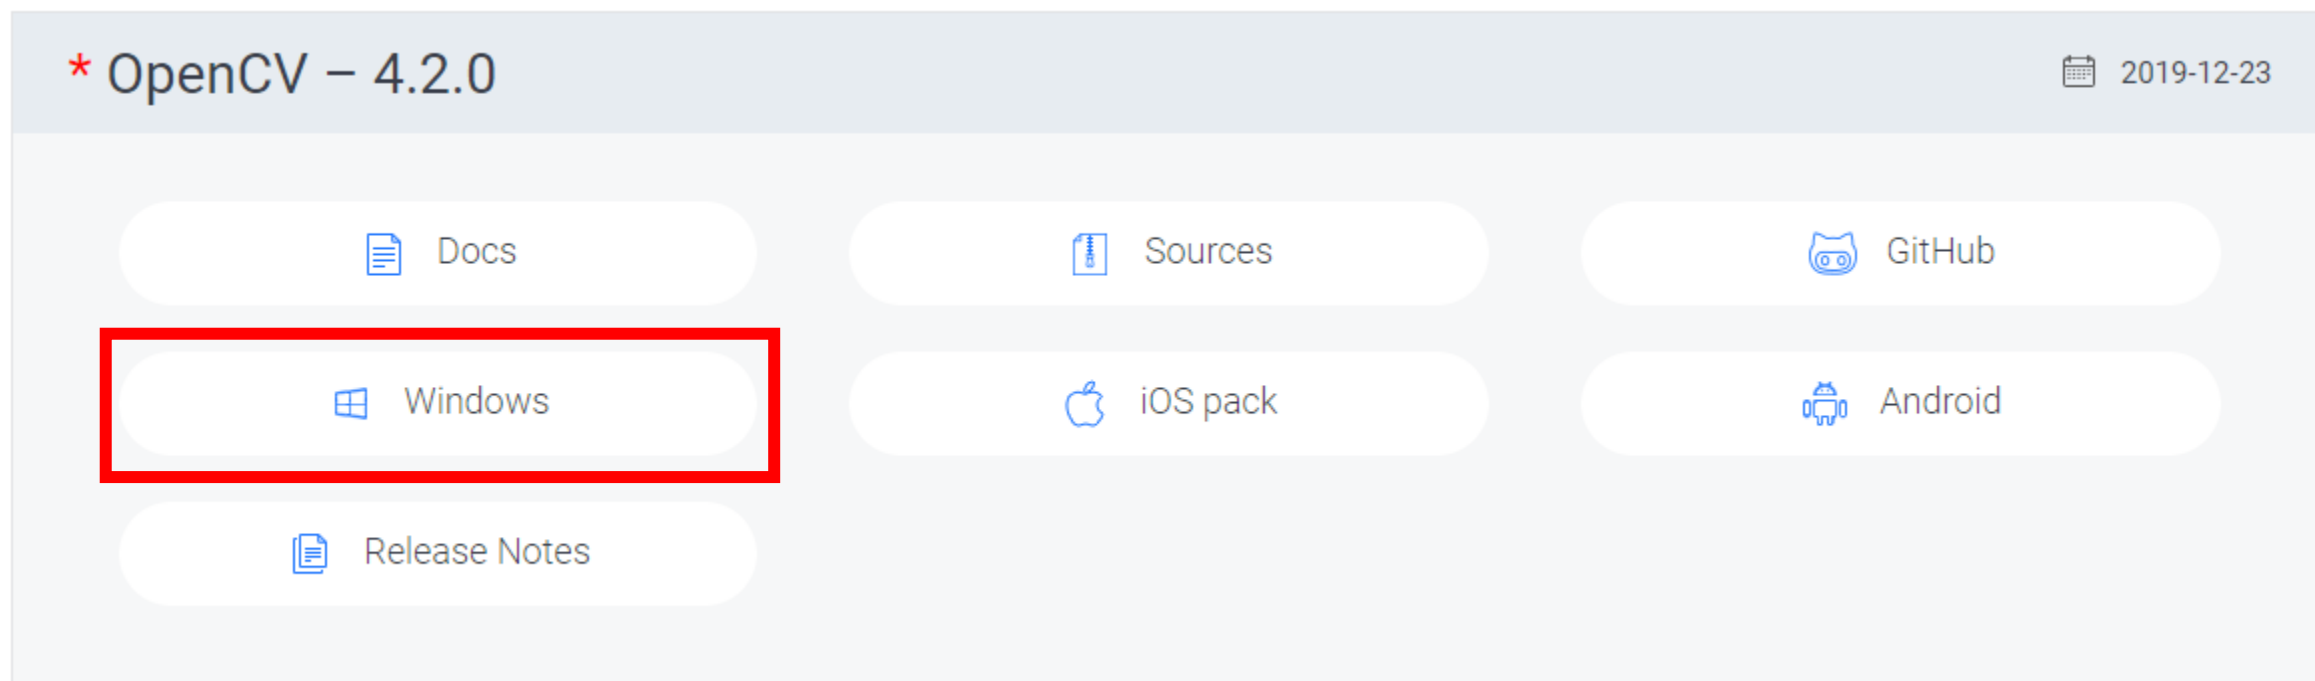 * OpenCV – 4.2.0
2019-12-23
Docs
Sources
GitHub
Windows
iOS pack
Android
Release Notes